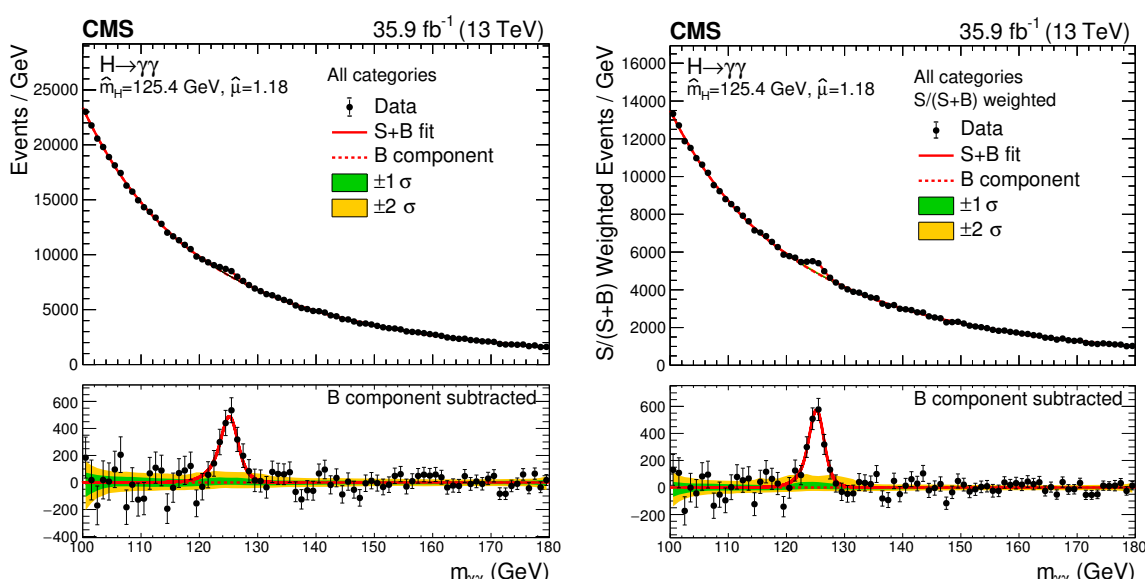 CMS 35.9 fb⁻¹ (13 TeV)
Events / GeV
H→γγ
m̂_H=125.4 GeV, μ̂=1.18
All categories
Data
S+B fit
B component
±1 σ
±2 σ
25000
20000
15000
10000
5000
0
B component subtracted
600
400
200
0
−200
−400
100 110 120 130 140 150 160 170 180
m_γγ (GeV)
CMS 35.9 fb⁻¹ (13 TeV)
S/(S+B) Weighted Events / GeV
H→γγ
m̂_H=125.4 GeV, μ̂=1.18
All categories
S/(S+B) weighted
Data
S+B fit
B component
±1 σ
±2 σ
16000
14000
12000
10000
8000
6000
4000
2000
0
B component subtracted
600
400
200
0
−200
100 110 120 130 140 150 160 170 180
m_γγ (GeV)